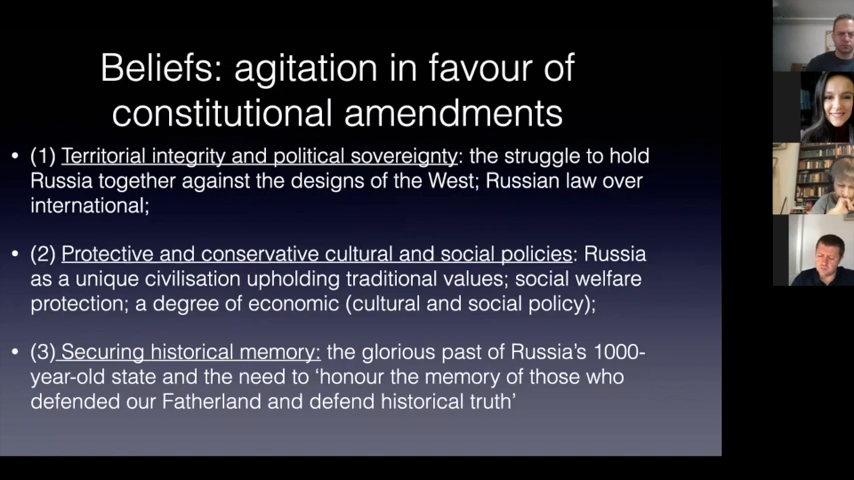 Beliefs: agitation in favour of
constitutional amendments
• (1) Territorial integrity and political sovereignty: the struggle to hold
Russia together against the designs of the West; Russian law over
international;
• (2) Protective and conservative cultural and social policies: Russia
as a unique civilisation upholding traditional values; social welfare
protection; a degree of economic (cultural and social policy);
• (3) Securing historical memory: the glorious past of Russia's 1000-
year-old state and the need to ‘honour the memory of those who
defended our Fatherland and defend historical truth’